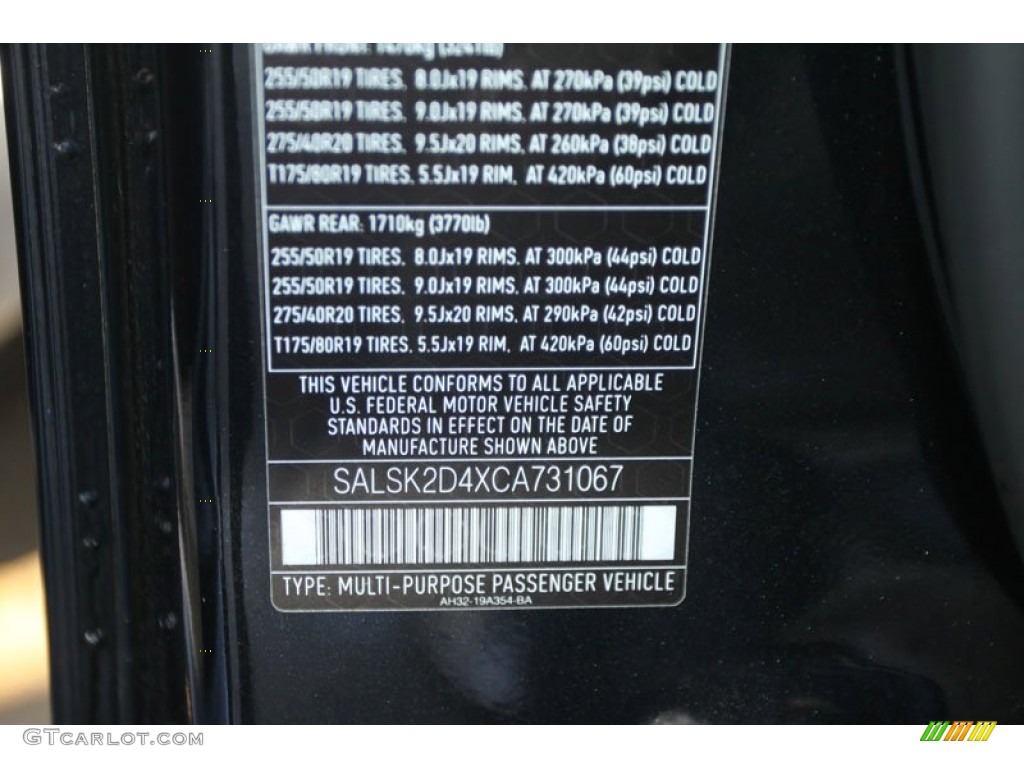 GAWR FRONT: 1470kg (3241lb)
255/50R19 TIRES, 8.0Jx19 RIMS, AT 270kPa (39psi) COLD
255/50R19 TIRES, 9.0Jx19 RIMS, AT 270kPa (39psi) COLD
275/40R20 TIRES, 9.5Jx20 RIMS, AT 260kPa (38psi) COLD
T175/80R19 TIRES, 5.5Jx19 RIM, AT 420kPa (60psi) COLD
GAWR REAR: 1710kg (3770lb)
255/50R19 TIRES, 8.0Jx19 RIMS, AT 300kPa (44psi) COLD
255/50R19 TIRES, 9.0Jx19 RIMS, AT 300kPa (44psi) COLD
275/40R20 TIRES, 9.5Jx20 RIMS, AT 290kPa (42psi) COLD
T175/80R19 TIRES, 5.5Jx19 RIM, AT 420kPa (60psi) COLD
THIS VEHICLE CONFORMS TO ALL APPLICABLE
U.S. FEDERAL MOTOR VEHICLE SAFETY
STANDARDS IN EFFECT ON THE DATE OF
MANUFACTURE SHOWN ABOVE
SALSK2D4XCA731067
TYPE: MULTI-PURPOSE PASSENGER VEHICLE
AH32-19A354-BA
GTCarLot.com